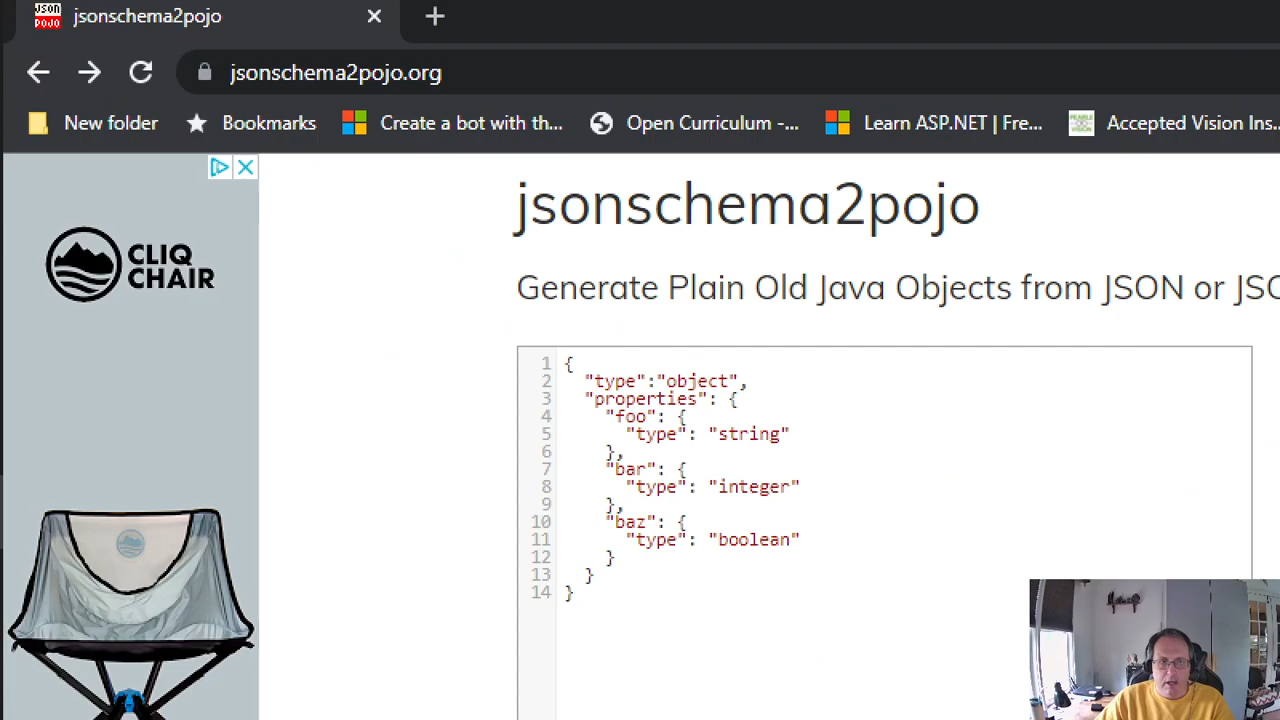 JSON
POJO
jsonschema2pojo
jsonschema2pojo.org
New folder
Bookmarks
Create a bot with th...
Open Curriculum -...
Learn ASP.NET | Fre...
Accepted Vision Ins...
CLIQ
CHAIR
jsonschema2pojo
Generate Plain Old Java Objects from JSON or
1 {
2 "type":"object",
3 "properties": {
4 "foo": {
5 "type": "string"
6 },
7 "bar": {
8 "type": "integer"
9 },
10 "baz": {
11 "type": "boolean"
12 }
13 }
14 }